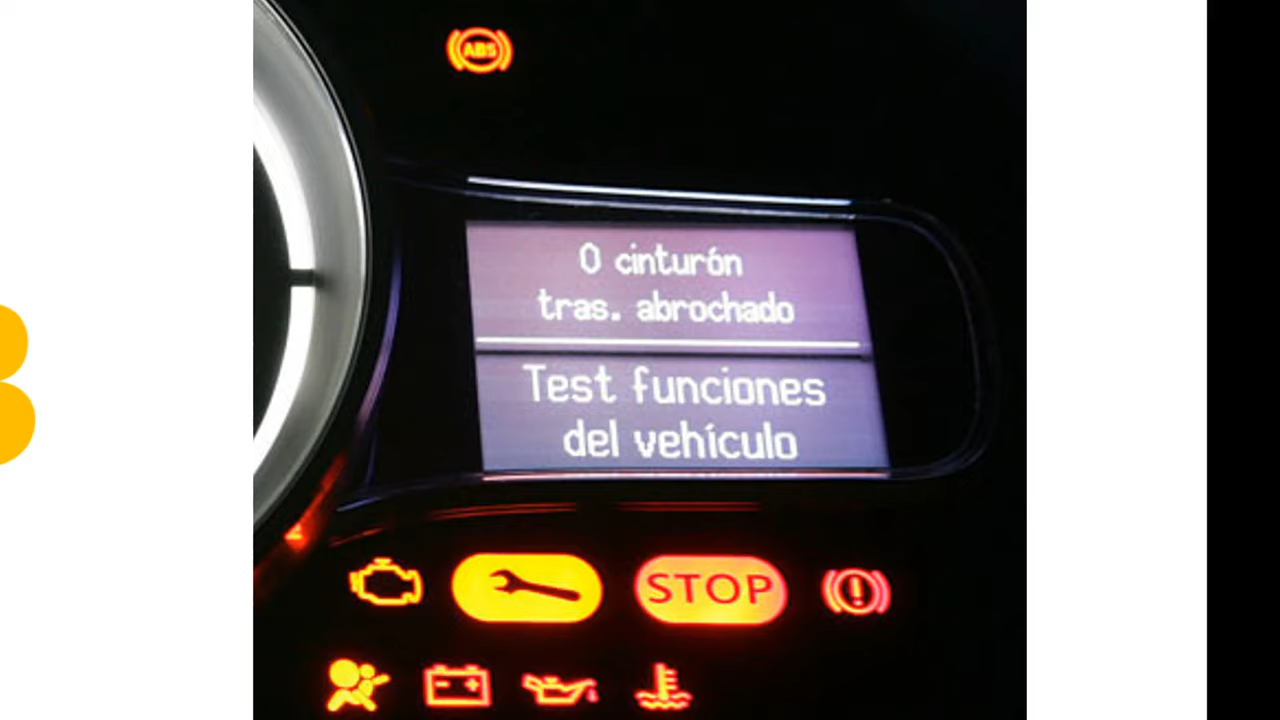 ABS
0 cinturón
tras. abrochado
Test funciones
del vehículo
STOP